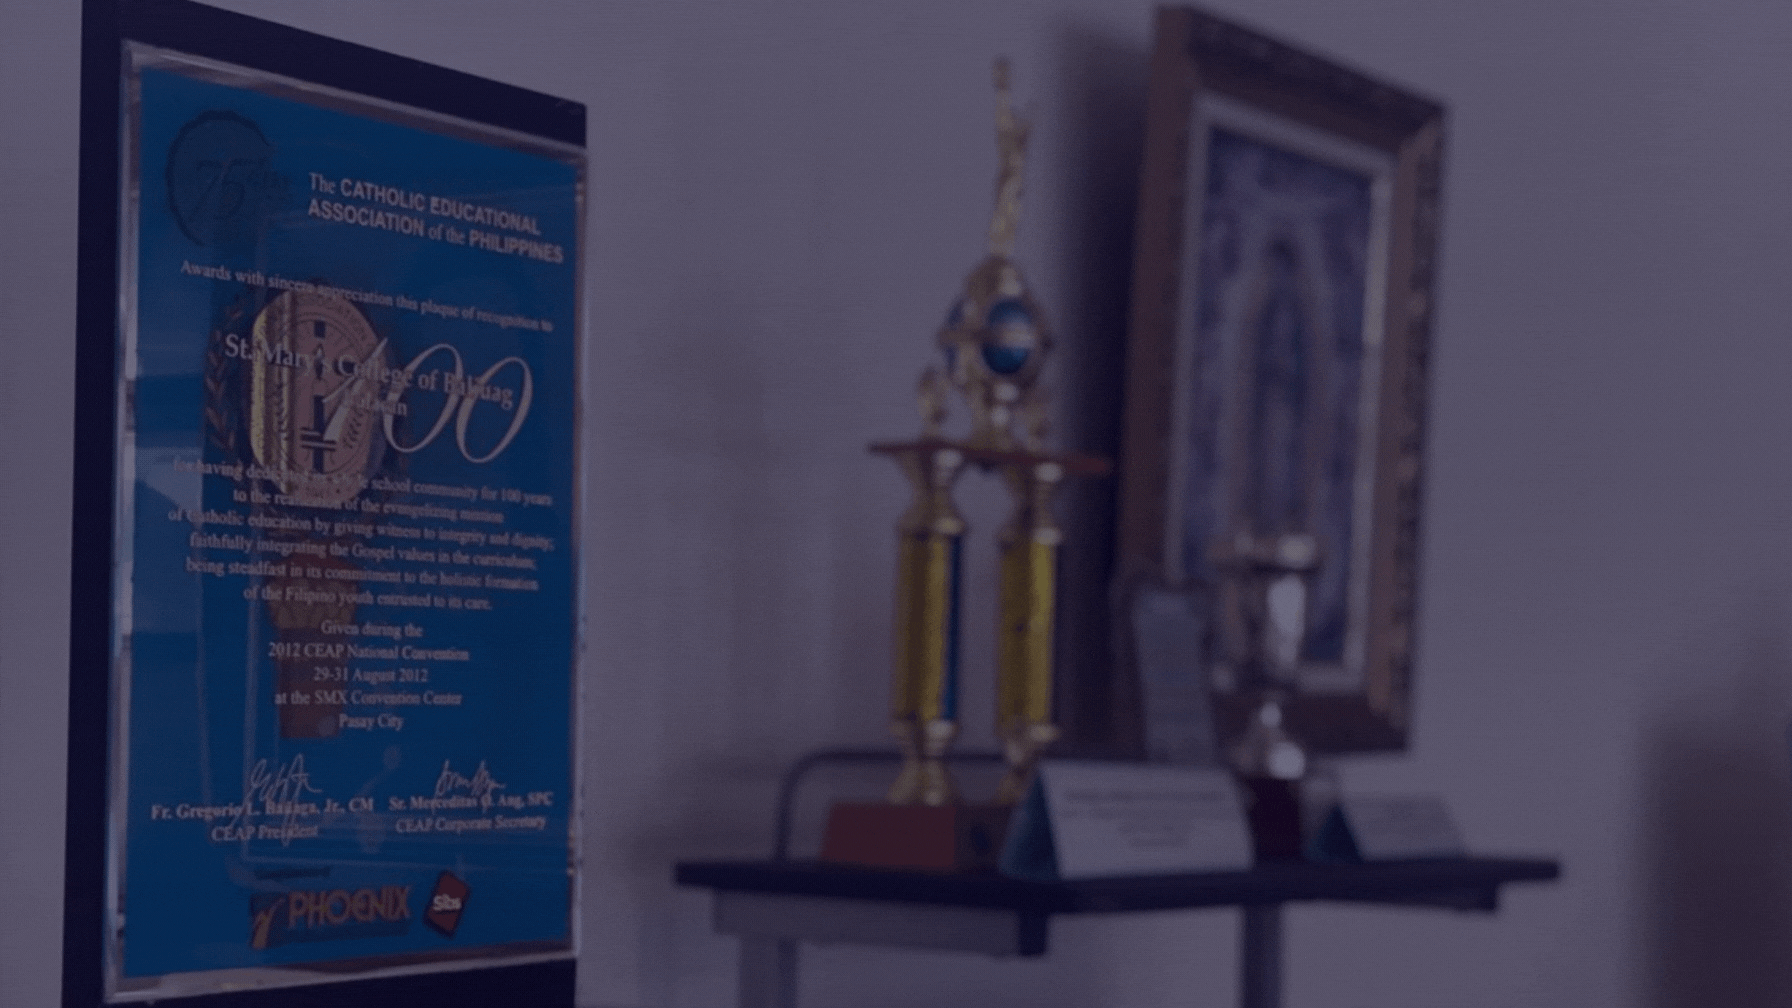 75th
The CATHOLIC EDUCATIONAL
ASSOCIATION of the PHILIPPINES
Awards with sincere appreciation this plaque of recognition to
100
St. Mary's College of Baliuag
Bulacan
for having dedicated its whole school community for 100 years
to the realization of the evangelizing mission
of Catholic education by giving witness to integrity and dignity;
faithfully integrating the Gospel values in the curriculum;
being steadfast in its commitment to the holistic formation
of the Filipino youth entrusted to its care.
Given during the
2012 CEAP National Convention
29-31 August 2012
at the SMX Convention Center
Pasay City
Fr. Gregorio L. Bañaga, Jr., CM
CEAP President
Sr. Merceditas O. Ang, SPC
CEAP Corporate Secretary
PHOENIX
Sibs